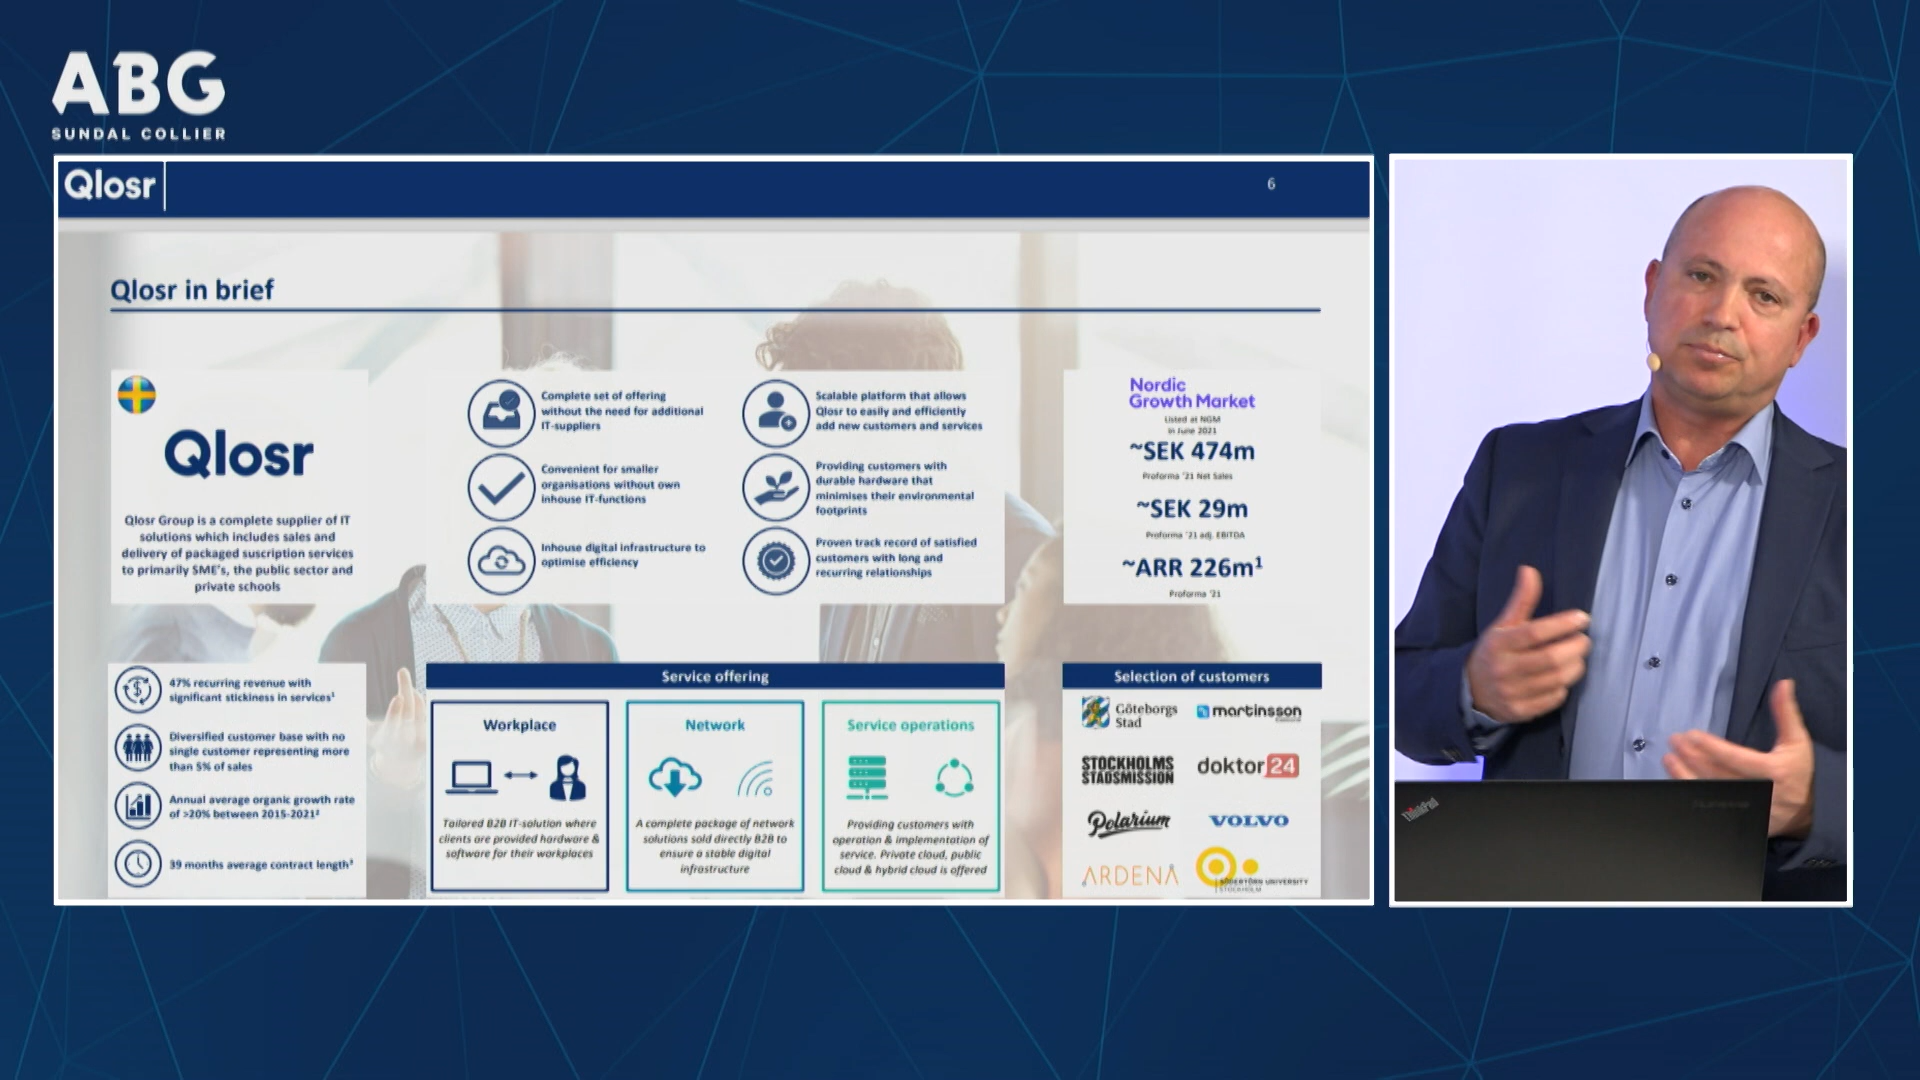 ABG
SUNDAL COLLIER
Qlosr
6
Qlosr in brief
Qlosr
Qlosr Group is a complete supplier of IT
solutions which includes sales and
delivery of packaged suscription services
to primarily SME's, the public sector and
private schools
Complete set of offering
without the need for additional
IT-suppliers
Convenient for smaller
organisations without own
inhouse IT-functions
Inhouse digital infrastructure to
optimise efficiency
Scalable platform that allows
Qlosr to easily and efficiently
add new customers and services
Providing customers with
durable hardware that
minimises their environmental
footprints
Proven track record of satisfied
customers with long and
recurring relationships
Nordic
Growth Market
Listed at NGM
in June 2021
~SEK 474m
Proforma '21 Net Sales
~SEK 29m
Proforma '21 adj. EBITDA
~ARR 226m¹
Proforma '21
47% recurring revenue with
significant stickiness in services¹
Diversified customer base with no
single customer representing more
than 5% of sales
Annual average organic growth rate
of >20% between 2015-2021²
39 months average contract length³
Service offering
Workplace
Tailored B2B IT-solution where
clients are provided hardware &
software for their workplaces
Network
A complete package of network
solutions sold directly B2B to
ensure a stable digital
infrastructure
Service operations
Providing customers with
operation & implementation of
service. Private cloud, public
cloud & hybrid cloud is offered
Selection of customers
Göteborgs
Stad
martinsson
STOCKHOLMS
STADSMISSION
doktor24
Polarium
VOLVO
ARDENA
SÖDERTÖRN UNIVERSITY
STOCKHOLM
ThinkPad